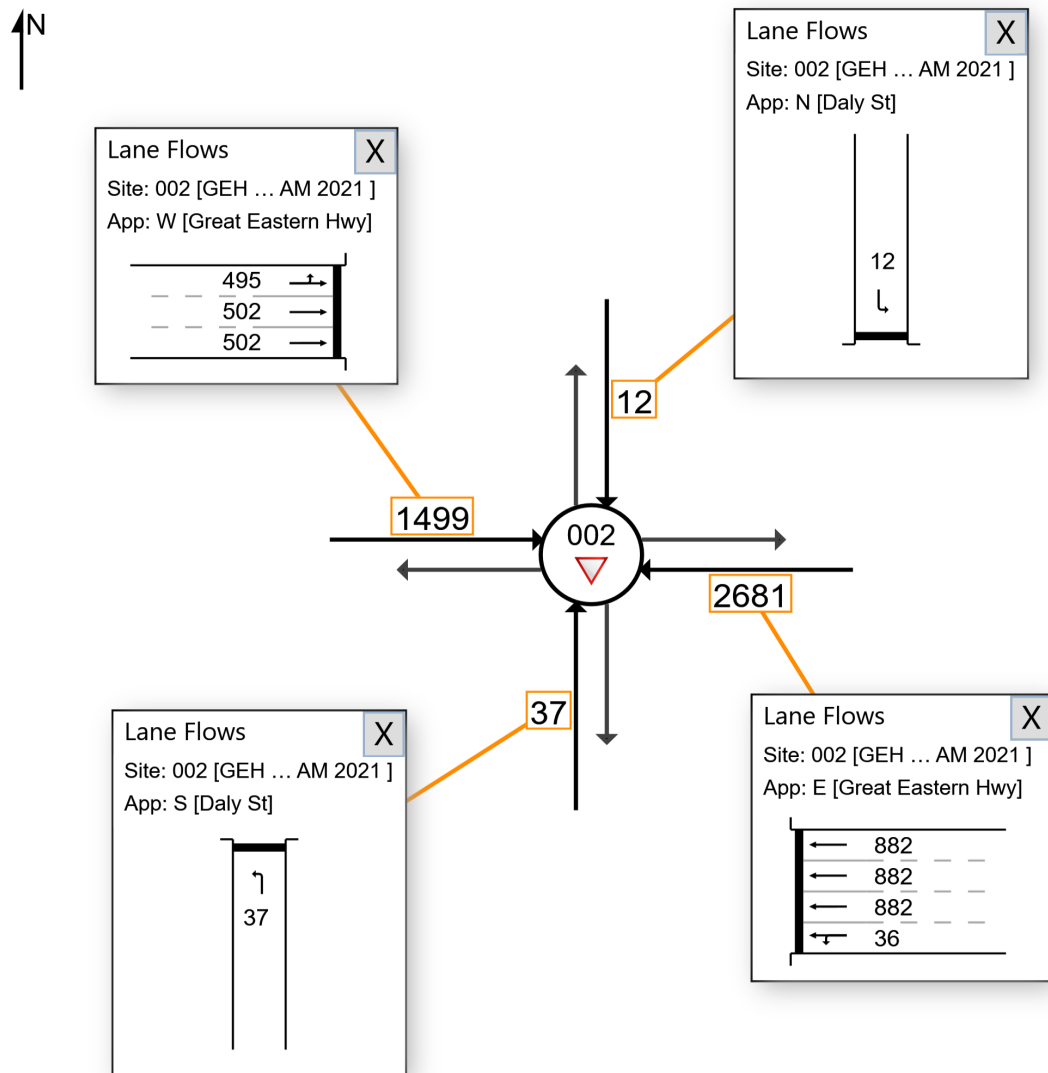 N
Lane Flows X
Site: 002 [GEH ... AM 2021 ]
App: N [Daly St]
12
Lane Flows X
Site: 002 [GEH ... AM 2021 ]
App: W [Great Eastern Hwy]
495
502
502
12
1499
002
2681
37
Lane Flows X
Site: 002 [GEH ... AM 2021 ]
App: E [Great Eastern Hwy]
882
882
882
36
Lane Flows X
Site: 002 [GEH ... AM 2021 ]
App: S [Daly St]
37